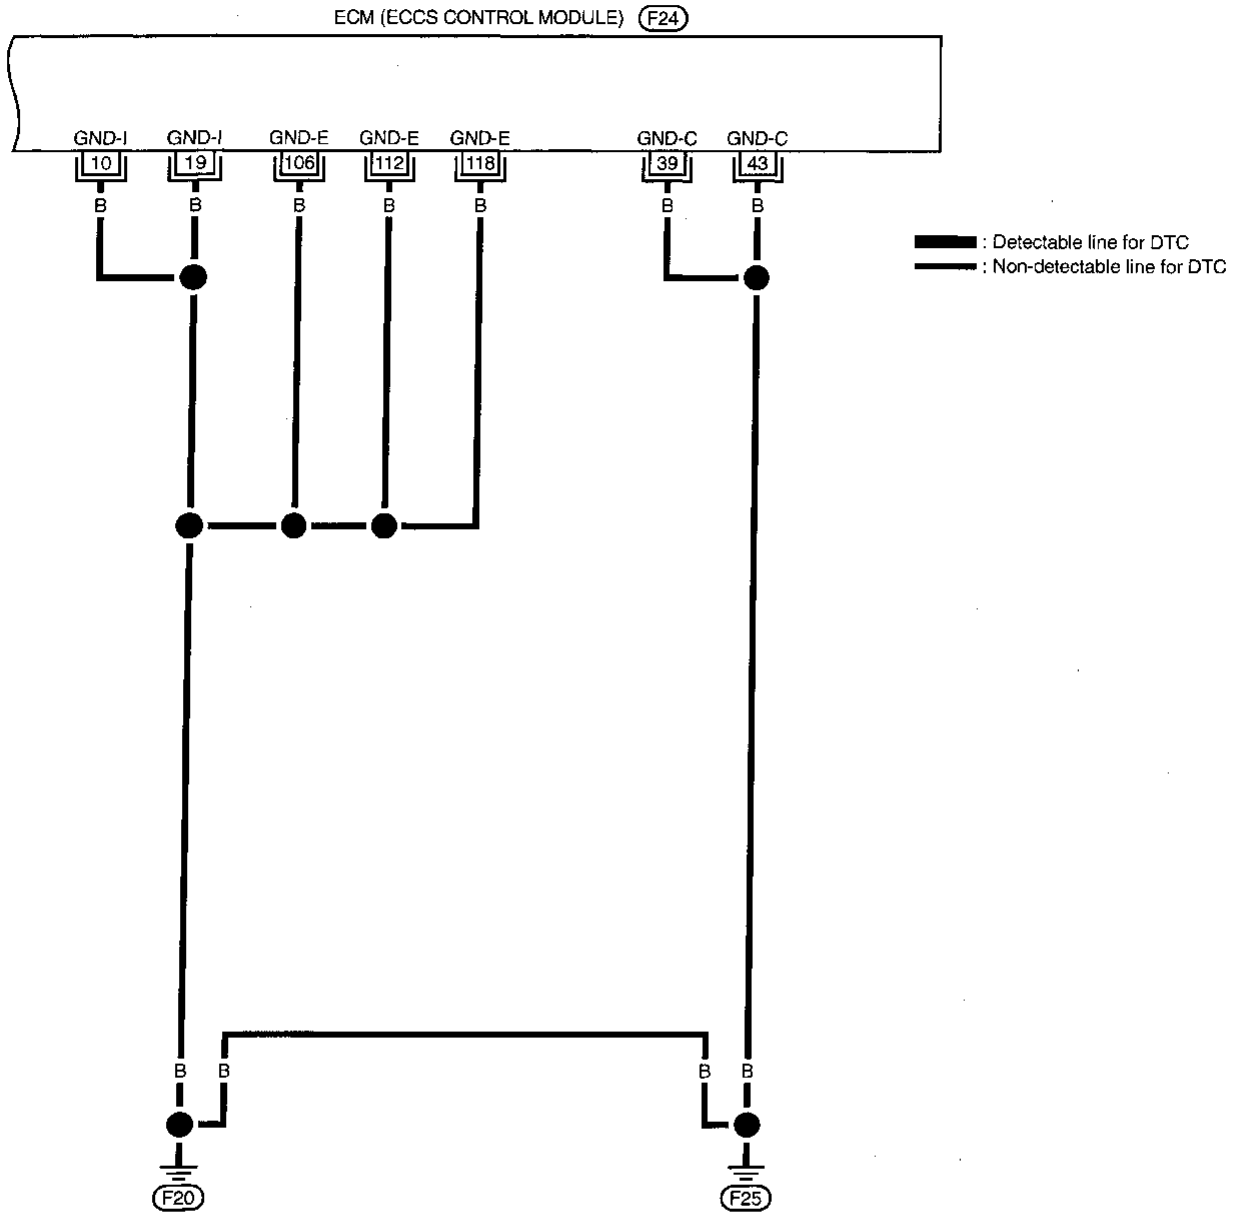 ECM (ECCS CONTROL MODULE) F24
GND-I GND-I GND-E GND-E GND-E GND-C GND-C
10 19 106 112 118 39 43
B B B B B B B
: Detectable line for DTC
: Non-detectable line for DTC
B B B B
F20 F25